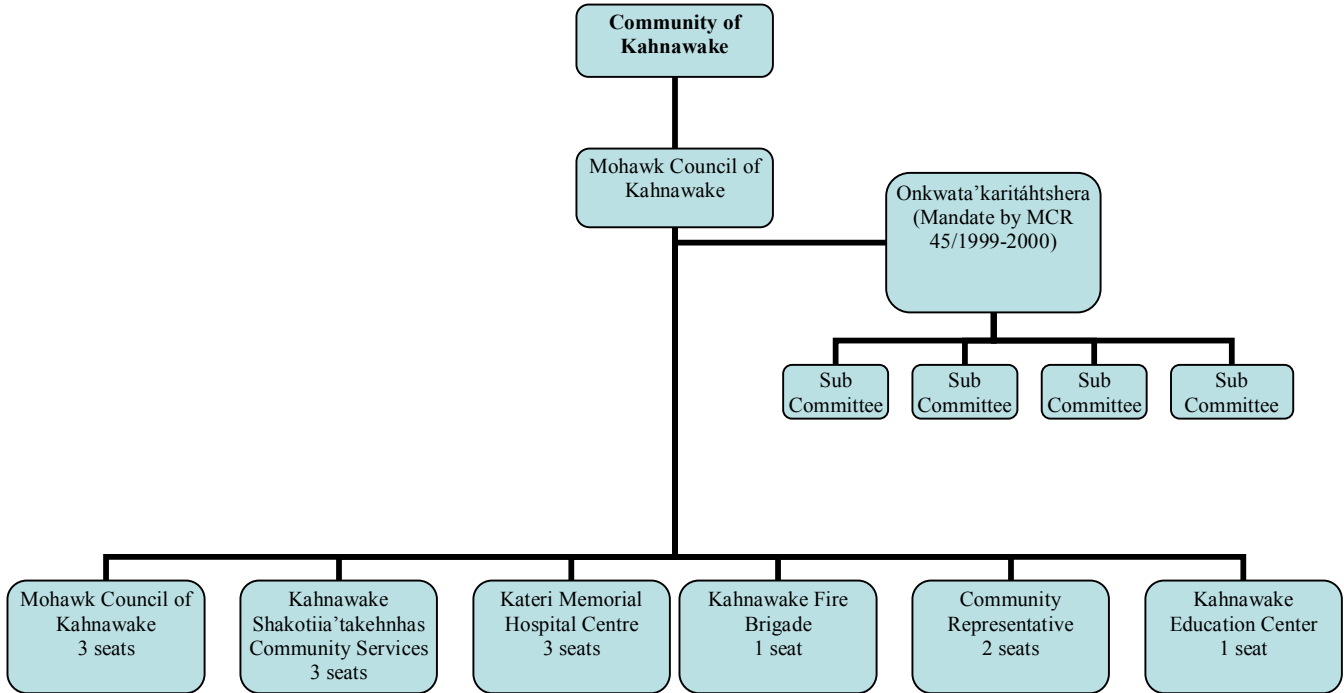 Community of
Kahnawake
Mohawk Council of
Kahnawake
Onkwata’karitáhtshera
(Mandate by MCR
45/1999-2000)
Sub
Committee
Sub
Committee
Sub
Committee
Sub
Committee
Mohawk Council of
Kahnawake
3 seats
Kahnawake
Shakotiia’takehnhas
Community Services
3 seats
Kateri Memorial
Hospital Centre
3 seats
Kahnawake Fire
Brigade
1 seat
Community
Representative
2 seats
Kahnawake
Education Center
1 seat